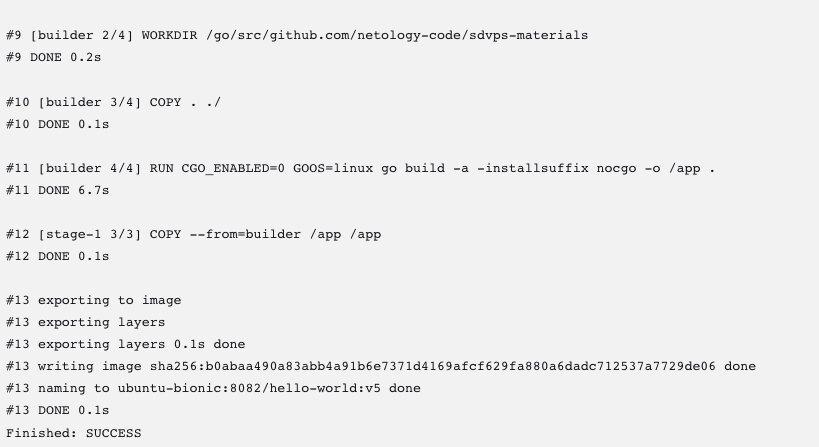 #9 [builder 2/4] WORKDIR /go/src/github.com/netology-code/sdvps-materials
#9 DONE 0.2s
#10 [builder 3/4] COPY . ./
#10 DONE 0.1s
#11 [builder 4/4] RUN CGO_ENABLED=0 GOOS=linux go build -a -installsuffix nocgo -o /app .
#11 DONE 6.7s
#12 [stage-1 3/3] COPY --from=builder /app /app
#12 DONE 0.1s
#13 exporting to image
#13 exporting layers
#13 exporting layers 0.1s done
#13 writing image sha256:b0abaa490a83abb4a91b6e7371d4169afcf629fa880a6dadc712537a7729de06 done
#13 naming to ubuntu-bionic:8082/hello-world:v5 done
#13 DONE 0.1s
Finished: SUCCESS